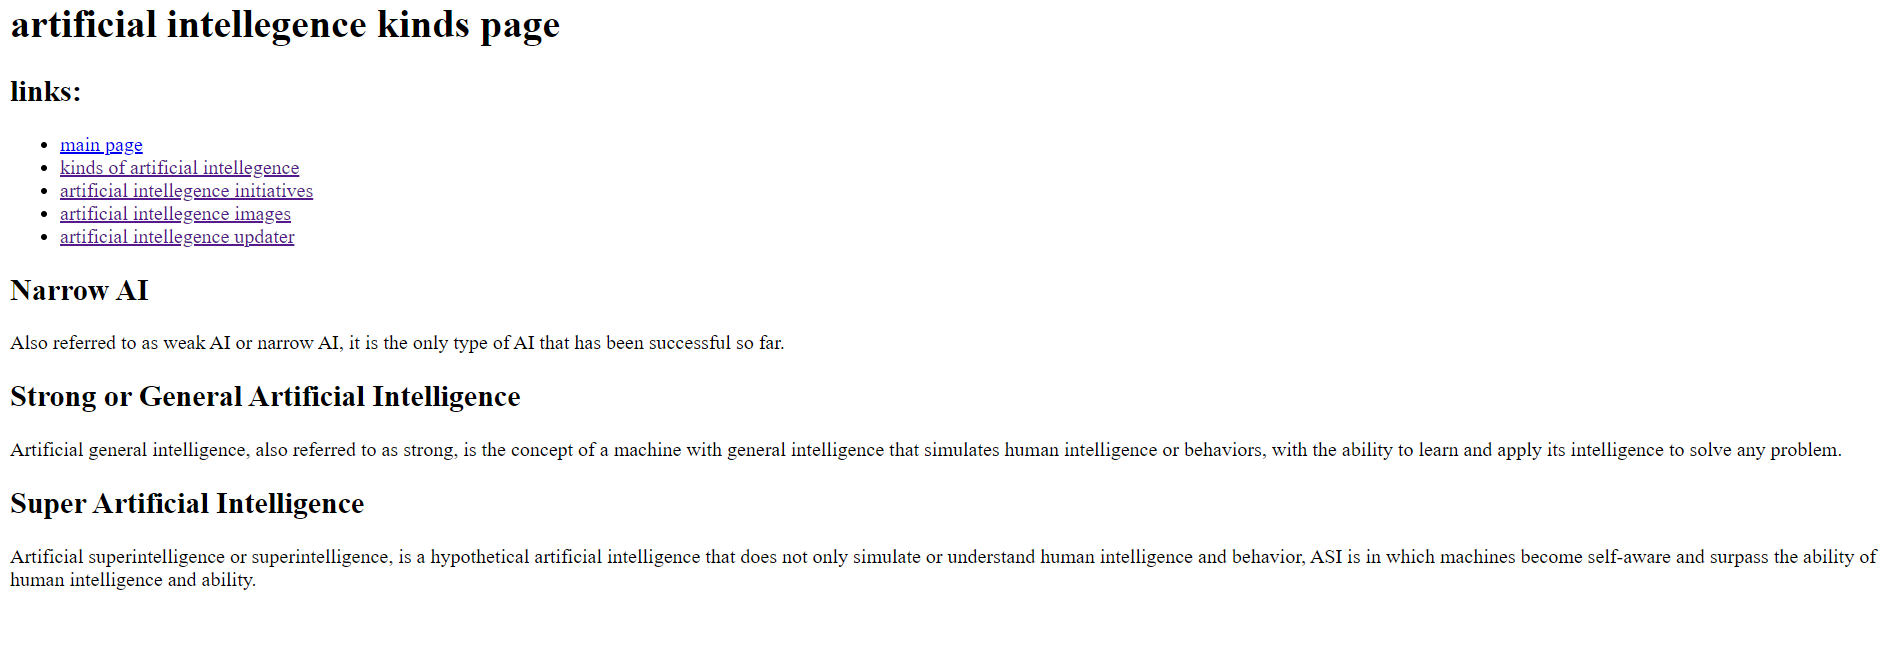 artificial intellegence kinds page
links:
main page
kinds of artificial intellegence
artificial intellegence initiatives
artificial intellegence images
artificial intellegence updater
Narrow AI
Also referred to as weak AI or narrow AI, it is the only type of AI that has been successful so far.
Strong or General Artificial Intelligence
Artificial general intelligence, also referred to as strong, is the concept of a machine with general intelligence that simulates human intelligence or behaviors, with the ability to learn and apply its intelligence to solve any problem.
Super Artificial Intelligence
Artificial superintelligence or superintelligence, is a hypothetical artificial intelligence that does not only simulate or understand human intelligence and behavior, ASI is in which machines become self-aware and surpass the ability of
human intelligence and ability.